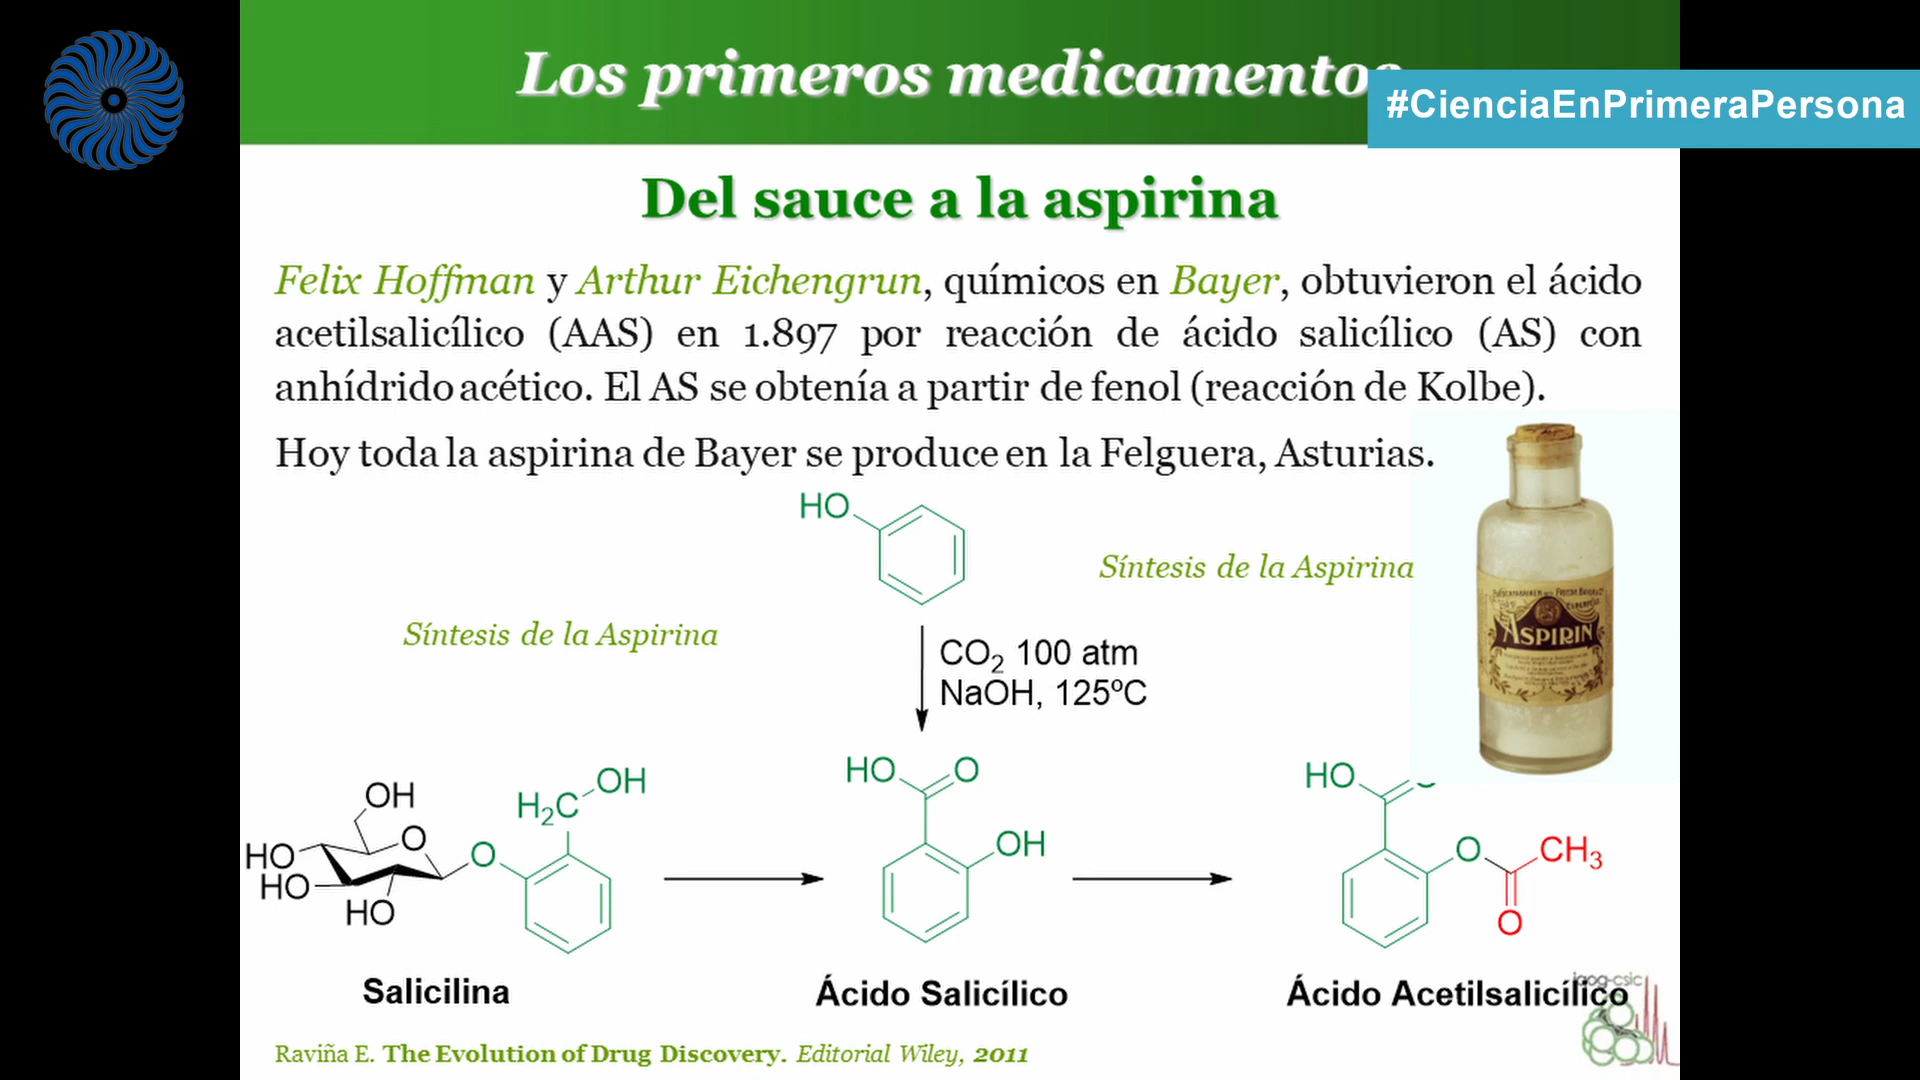 Los primeros medicamentos
#CienciaEnPrimeraPersona
Del sauce a la aspirina
Felix Hoffman y Arthur Eichengrun, químicos en Bayer, obtuvieron el ácido
acetilsalicílico (AAS) en 1.897 por reacción de ácido salicílico (AS) con
anhídrido acético. El AS se obtenía a partir de fenol (reacción de Kolbe).
Hoy toda la aspirina de Bayer se produce en la Felguera, Asturias.
HO
Síntesis de la Aspirina
Síntesis de la Aspirina
ASPIRIN
CO₂ 100 atm
NaOH, 125ºC
OH
HO
HO
HO
O
O
H₂C
OH
HO
O
OH
HO
O
CH₃
O
Salicilina
Ácido Salicílico
Ácido Acetilsalicílico
iqog-csic
Raviña E. The Evolution of Drug Discovery. Editorial Wiley, 2011